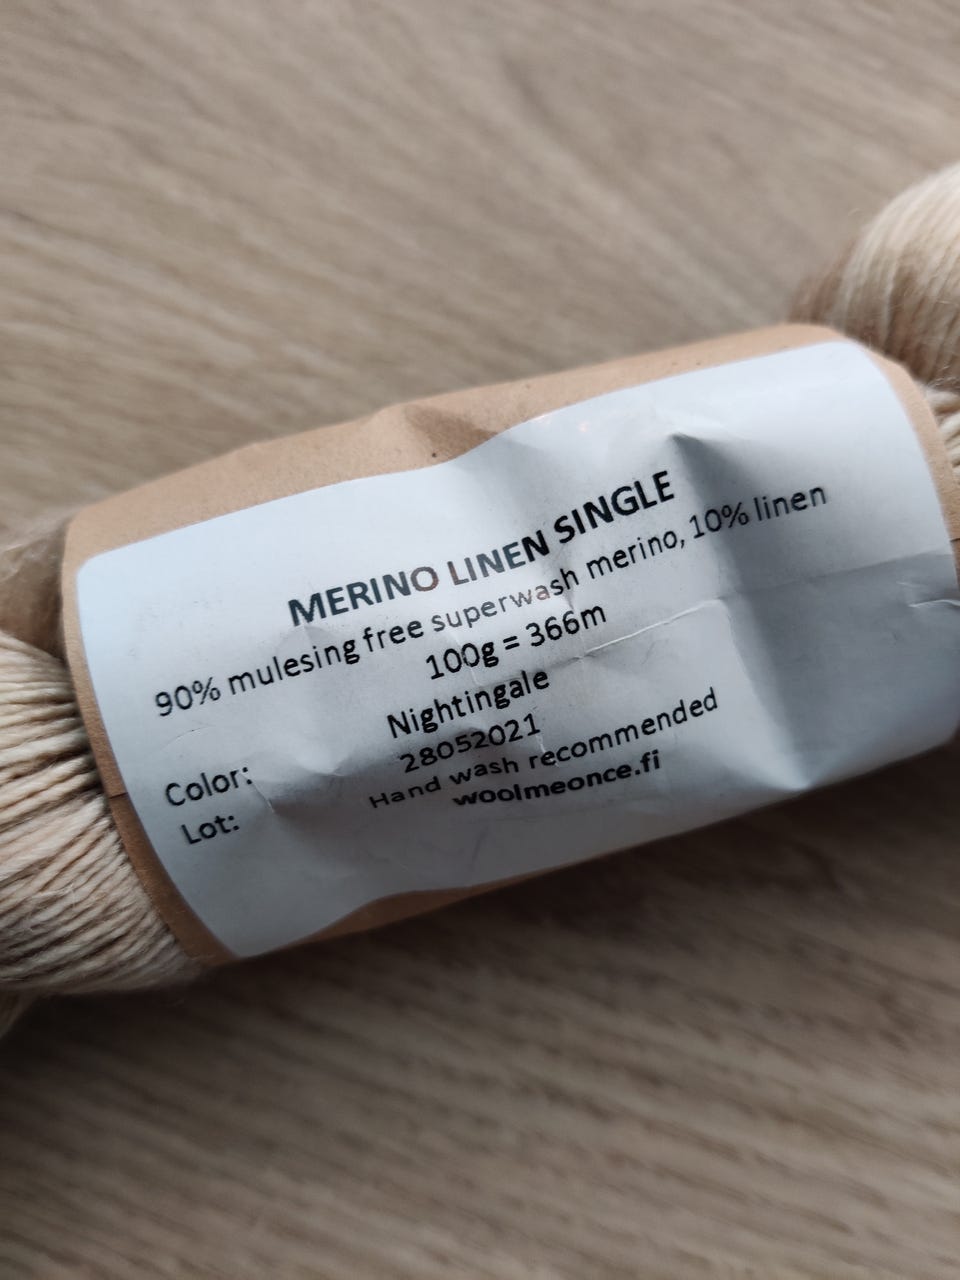 MERINO LINEN SINGLE
90% mulesing free superwash merino, 10% linen
100g = 366m
Color: Nightingale
Lot: 28052021
Hand wash recommended
woolmeonce.fi